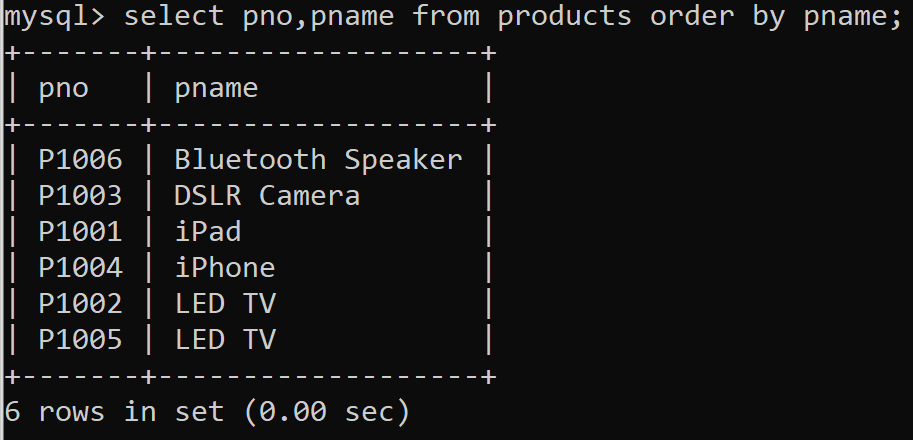 mysql> select pno,pname from products order by pname;
+-------+-------------------+
| pno   | pname             |
+-------+-------------------+
| P1006 | Bluetooth Speaker |
| P1003 | DSLR Camera       |
| P1001 | iPad              |
| P1004 | iPhone            |
| P1002 | LED TV            |
| P1005 | LED TV            |
+-------+-------------------+
6 rows in set (0.00 sec)